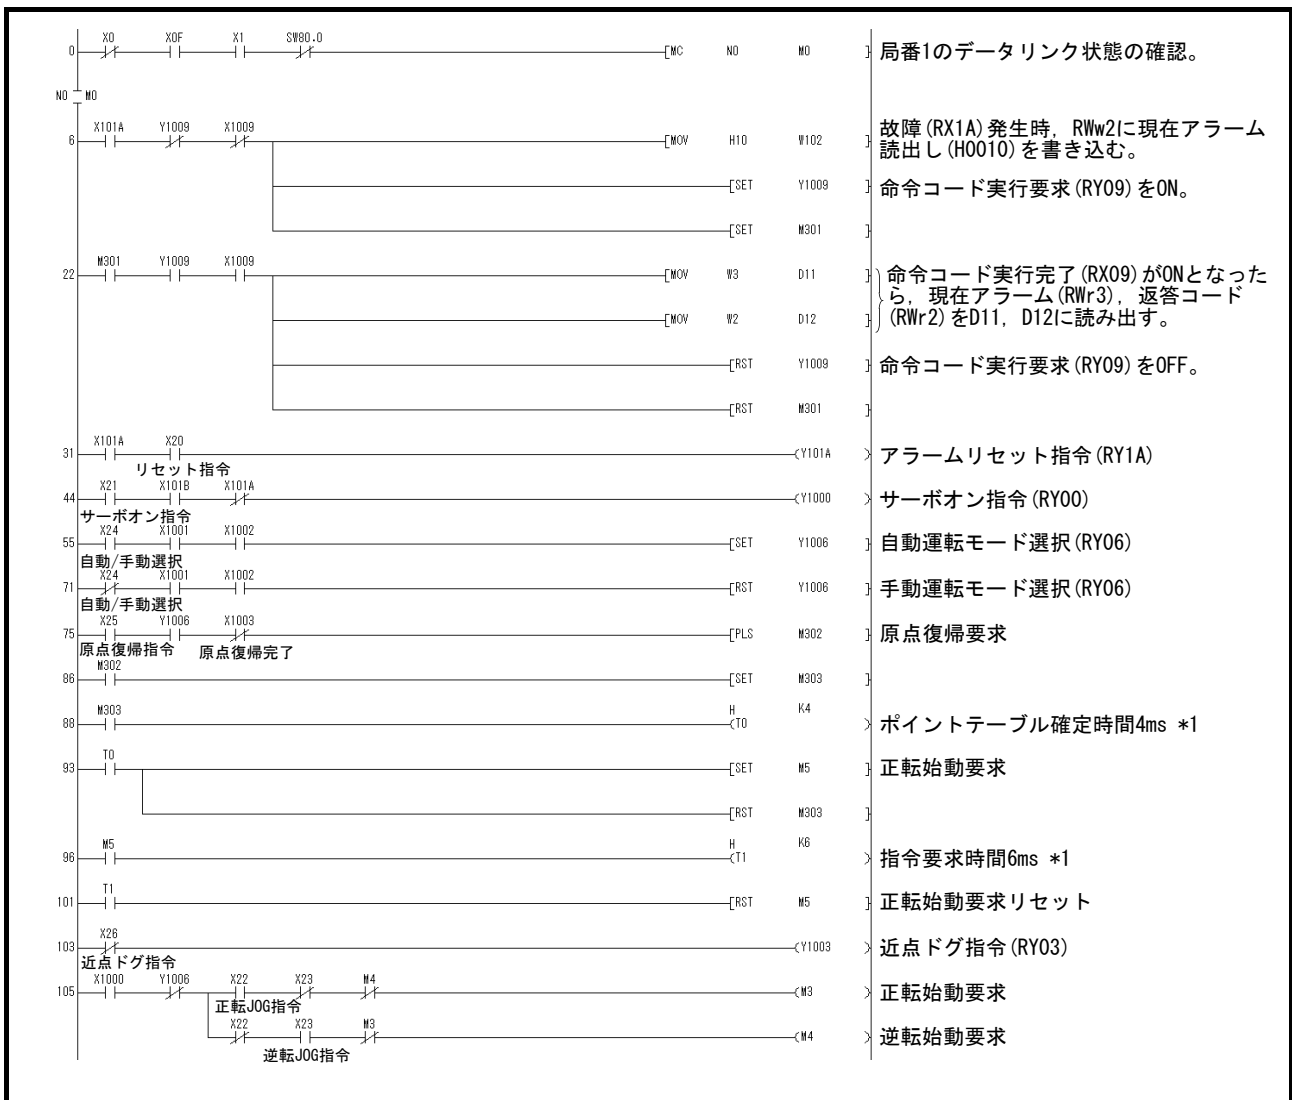 X0 X0F X1 SW80.0
0 [MC N0 M0 ] 局番1のデータリンク状態の確認。
N0 M0
X101A Y1009 X1009
6 [MOV H10 W102 ] 故障(RX1A)発生時，RWw2に現在アラーム
読出し(H0010)を書き込む。
[SET Y1009 ] 命令コード実行要求(RY09)をON。
[SET M301 ]
M301 Y1009 X1009
22 [MOV W3 D11 ] 命令コード実行完了(RX09)がONとなった
ら，現在アラーム(RWr3)，返答コード
[MOV W2 D12 ] (RWr2)をD11，D12に読み出す。
[RST Y1009 ] 命令コード実行要求(RY09)をOFF。
[RST M301 ]
X101A X20
31 (Y101A ) アラームリセット指令(RY1A)
リセット指令
X21 X101B X101A
44 (Y1000 ) サーボオン指令(RY00)
サーボオン指令
X24 X1001 X1002
55 [SET Y1006 ] 自動運転モード選択(RY06)
自動/手動選択
X24 X1001 X1002
71 [RST Y1006 ] 手動運転モード選択(RY06)
自動/手動選択
X25 Y1006 X1003
75 [PLS M302 ] 原点復帰要求
原点復帰指令 原点復帰完了
M302
86 [SET M303 ]
M303 H K4
88 (T0 ) ポイントテーブル確定時間4ms *1
T0
93 [SET M5 ] 正転始動要求
[RST M303 ]
M5 H K6
96 (T1 ) 指令要求時間6ms *1
T1
101 [RST M5 ] 正転始動要求リセット
X26
103 (Y1003 ) 近点ドグ指令(RY03)
近点ドグ指令
X1000 Y1006 X22 X23 M4
105 (M3 ) 正転始動要求
正転JOG指令
X22 X23 M3
(M4 ) 逆転始動要求
逆転JOG指令